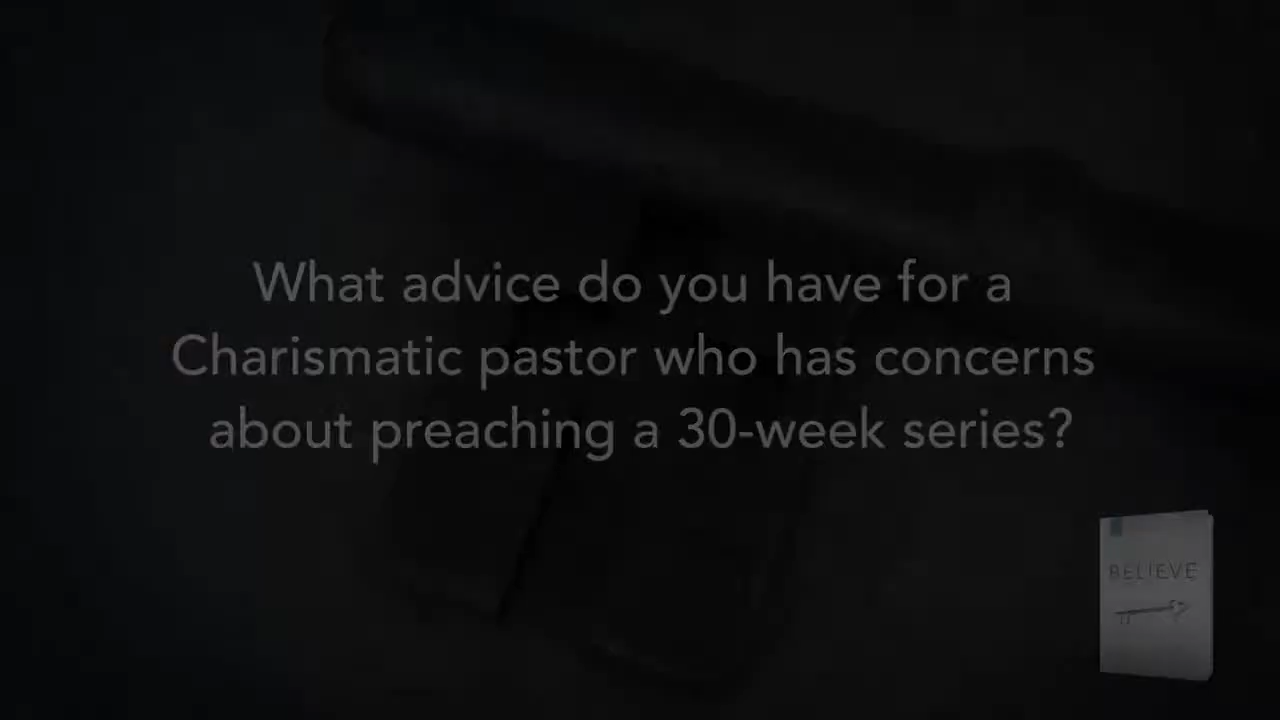 What advice do you have for a
Charismatic pastor who has concerns
about preaching a 30-week series?
BELIEVE